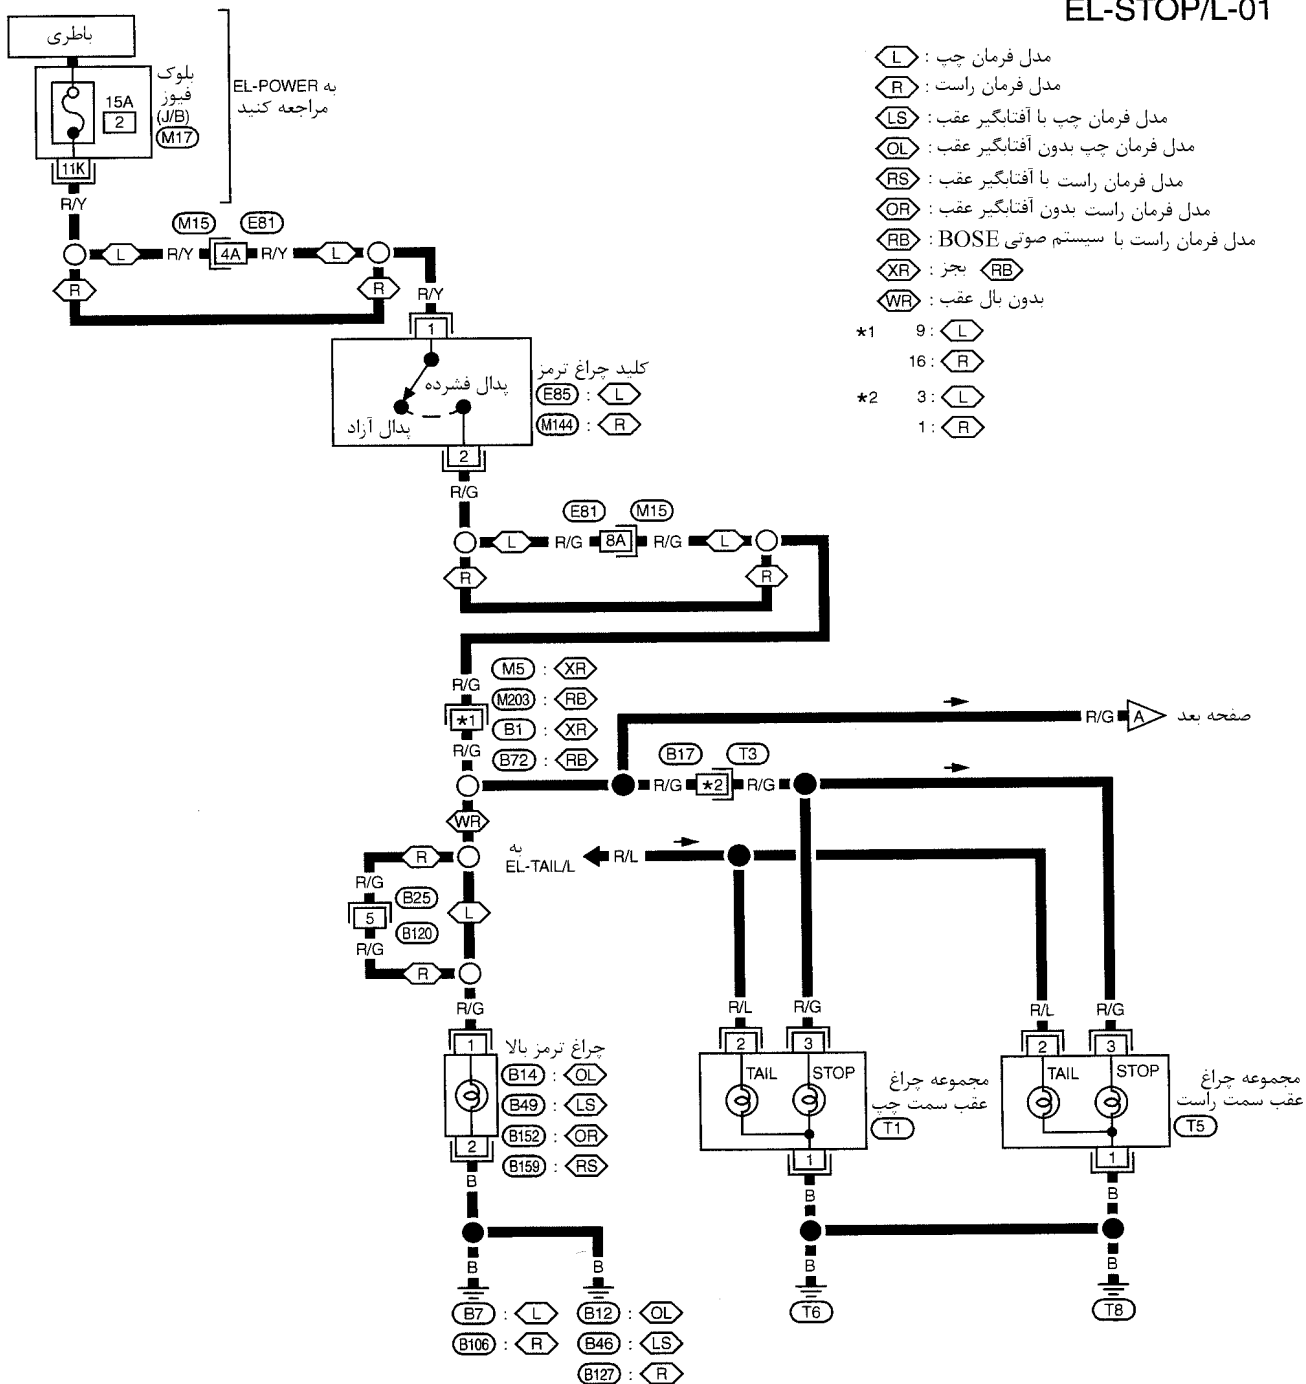 EL-STOP/L-01
باطری
بلوک
فیوز
(J/B)
M17
15A
2
11K
به EL-POWER
مراجعه کنید
L : مدل فرمان چپ
R : مدل فرمان راست
LS : مدل فرمان چپ با آفتابگیر عقب
OL : مدل فرمان چپ بدون آفتابگیر عقب
RS : مدل فرمان راست با آفتابگیر عقب
OR : مدل فرمان راست بدون آفتابگیر عقب
RB : مدل فرمان راست با سیستم صوتی BOSE
XR : بجز RB
WR : بدون بال عقب
*1 9 : L
16 : R
*2 3 : L
1 : R
R/Y
M15 E81
L R/Y 4A R/Y L
R R
R/Y
1
کلید چراغ ترمز
پدال فشرده
پدال آزاد
E85 : L
M144 : R
2
R/G
E81 M15
L R/G 8A R/G L
R R
R/G
*1
R/G
M5 : XR
M203 : RB
B1 : XR
B72 : RB
R/G A صفحه بعد
B17 T3
R/G *2 R/G
WR
به
EL-TAIL/L
R/L
R
R/G
5
R/G
B25
B120
L
R
R/G
1
2
چراغ ترمز بالا
B14 : OL
B49 : LS
B152 : OR
B159 : RS
B
B B
B7 : L
B106 : R
B12 : OL
B46 : LS
B127 : R
R/L R/G
2 3
TAIL STOP
مجموعه چراغ
عقب سمت چپ
T1
1
B
B
T6
R/L R/G
2 3
TAIL STOP
مجموعه چراغ
عقب سمت راست
T5
1
B
B
T8